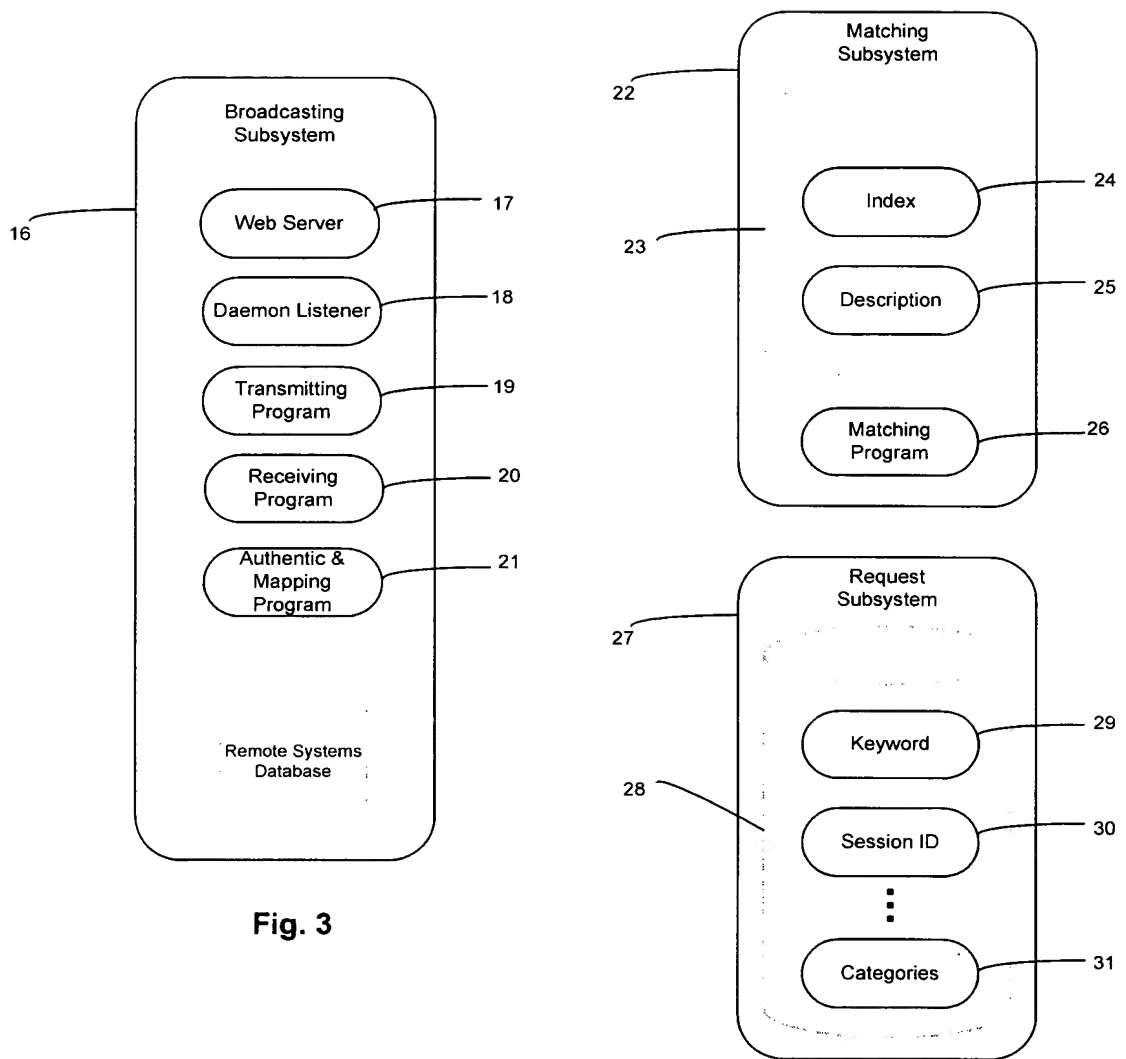 Broadcasting
Subsystem
16
Web Server
17
Daemon Listener
18
Transmitting
Program
19
Receiving
Program
20
Authentic &
Mapping
Program
21
Remote Systems
Database
Fig. 3
Matching
Subsystem
22
23
Index
24
Description
25
Matching
Program
26
Request
Subsystem
27
28
Keyword
29
Session ID
30
Categories
31